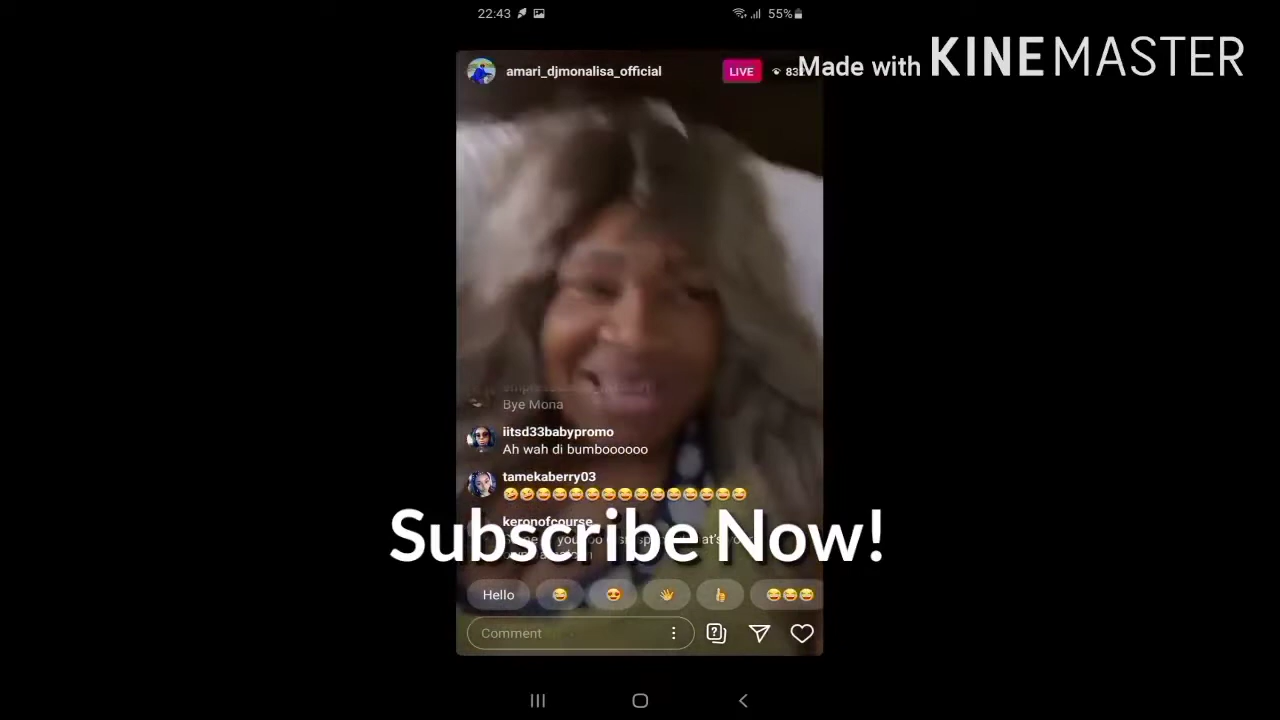 22:43
55%
Made with KINEMASTER
amari_djmonalisa_official
LIVE
Bye Mona
iitsd33babypromo
Ah wah di bumboooooo
tamekaberry03
🤣🤣😂😂😂😂😂😂😂😂😂😂😂😂😂
keronofcourse
Subscribe Now!
Hello
Comment